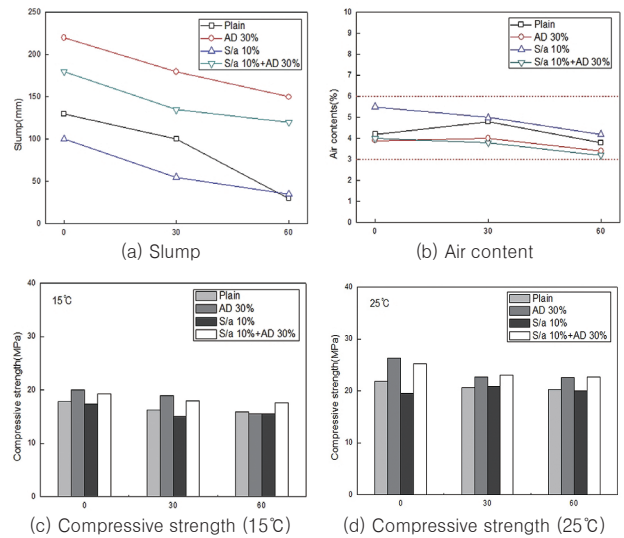 250
200
150
100
50
0
Slump(mm)
Plain
AD 30%
S/a 10%
S/a 10%+AD 30%
0 30 60
(a) Slump
10
9
8
7
6
5
4
3
2
1
0
Air contents(%)
Plain
AD 30%
S/a 10%
S/a 10%+AD 30%
0 30 60
(b) Air content
40
30
20
10
0
Compressive strength(MPa)
15℃
Plain
AD 30%
S/a 10%
S/a 10%+AD 30%
0 30 60
(c) Compressive strength (15℃)
40
30
20
10
0
Compressive strength(MPa)
25℃
Plain
AD 30%
S/a 10%
S/a 10%+AD 30%
0 30 60
(d) Compressive strength (25℃)